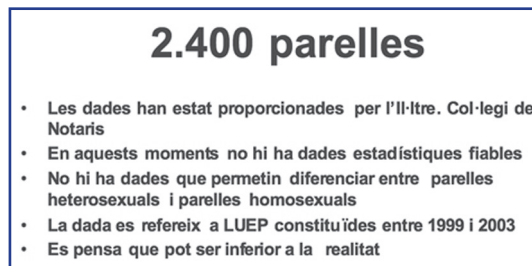 2.400 parelles
• Les dades han estat proporcionades per l'Il·ltre. Col·legi de
Notaris
• En aquests moments no hi ha dades estadístiques fiables
• No hi ha dades que permetin diferenciar entre parelles
heterosexuals i parelles homosexuals
• La dada es refereix a LUEP constituïdes entre 1999 i 2003
• Es pensa que pot ser inferior a la realitat